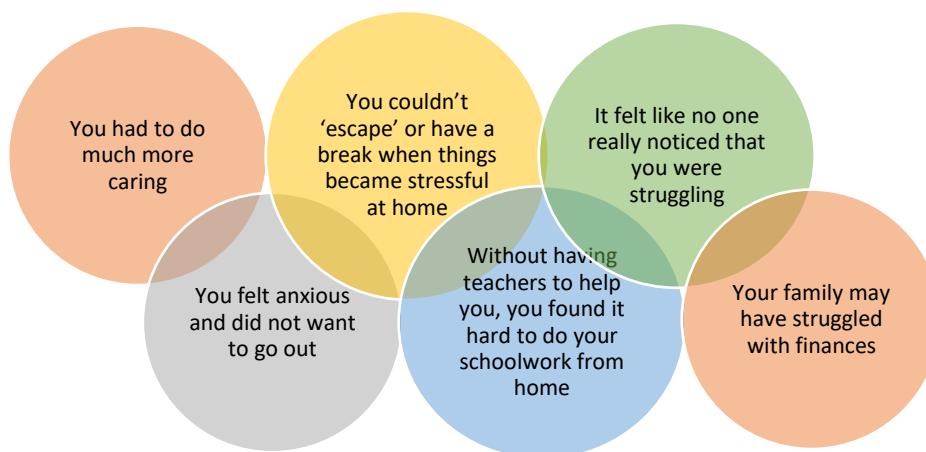 You had to do
much more
caring
You couldn’t
‘escape’ or have a
break when things
became stressful
at home
It felt like no one
really noticed that
you were
struggling
You felt anxious
and did not want
to go out
Without having
teachers to help
you, you found it
hard to do your
schoolwork from
home
Your family may
have struggled
with finances